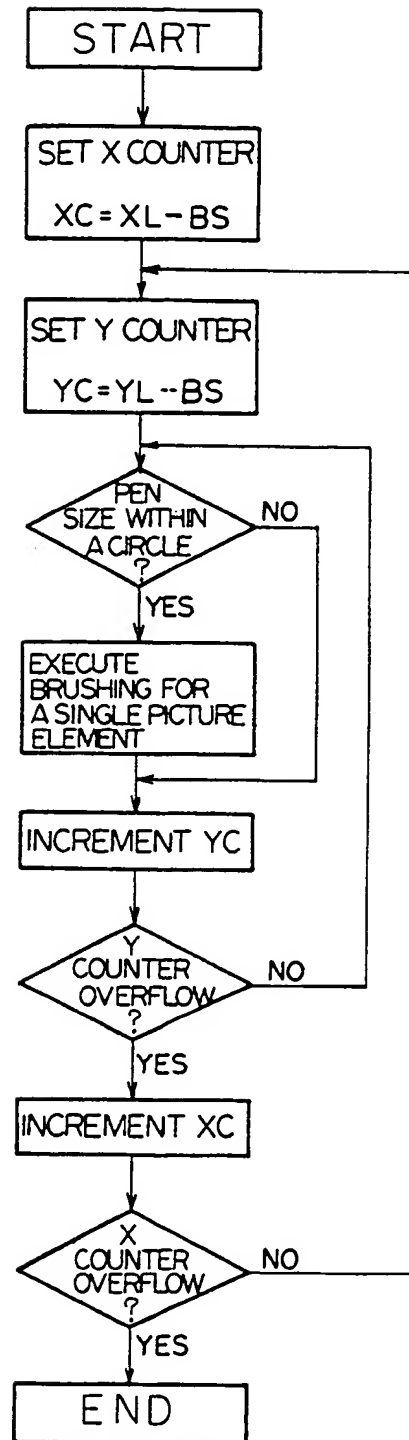 START
SET X COUNTER
XC=XL-BS
SET Y COUNTER
YC=YL--BS
PEN
SIZE WITHIN
A CIRCLE
?
NO
YES
EXECUTE
BRUSHING FOR
A SINGLE PICTURE
ELEMENT
INCREMENT YC
Y
COUNTER
OVERFLOW
?
NO
YES
INCREMENT XC
X
COUNTER
OVERFLOW
?
NO
YES
END